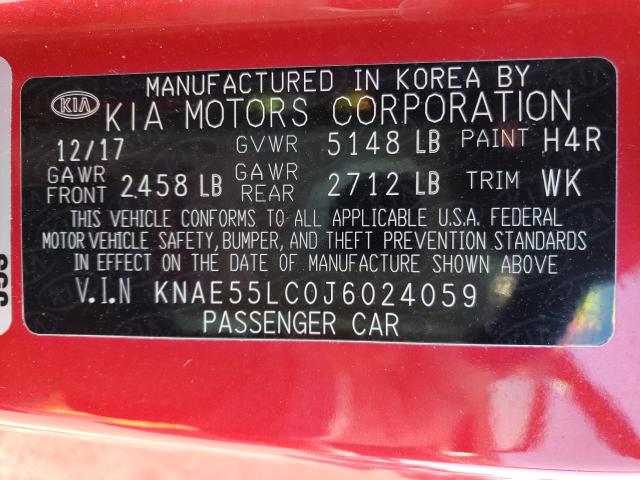 MANUFACTURED IN KOREA BY
KIA KIA MOTORS CORPORATION
12/17 GVWR 5148 LB PAINT H4R
GAWR FRONT 2458 LB GAWR REAR 2712 LB TRIM WK
THIS VEHICLE CONFORMS TO ALL APPLICABLE U.S.A. FEDERAL
MOTOR VEHICLE SAFETY, BUMPER, AND THEFT PREVENTION STANDARDS
IN EFFECT ON THE DATE OF MANUFACTURE SHOWN ABOVE
V.I.N KNAE55LC0J6024059
PASSENGER CAR